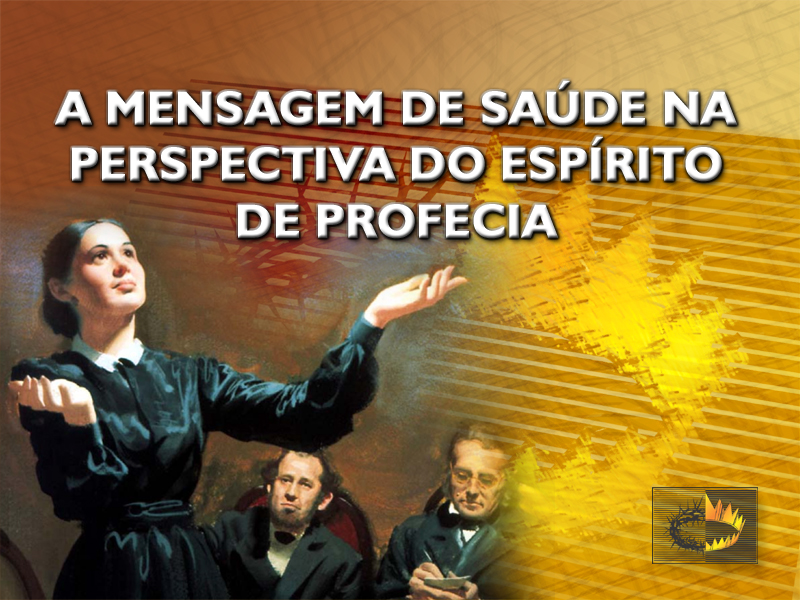 A MENSAGEM DE SAÚDE NA
PERSPECTIVA DO ESPÍRITO
DE PROFECIA